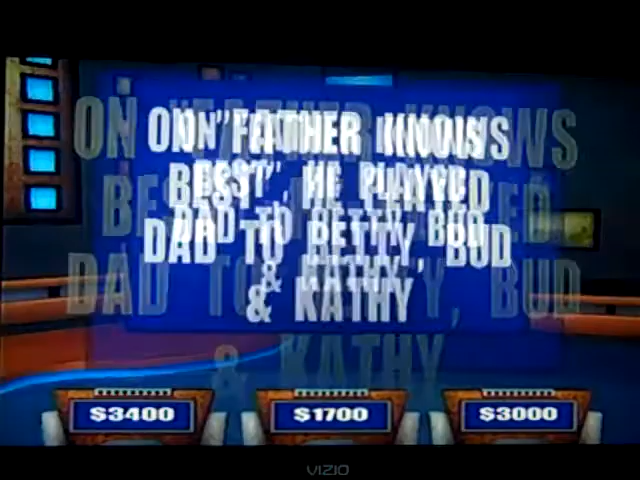 ON "FATHER KNOWS
BEST", HE PLAYED
DAD TO BETTY, BUD
& KATHY
$3400 $1700 $3000
VIZIO